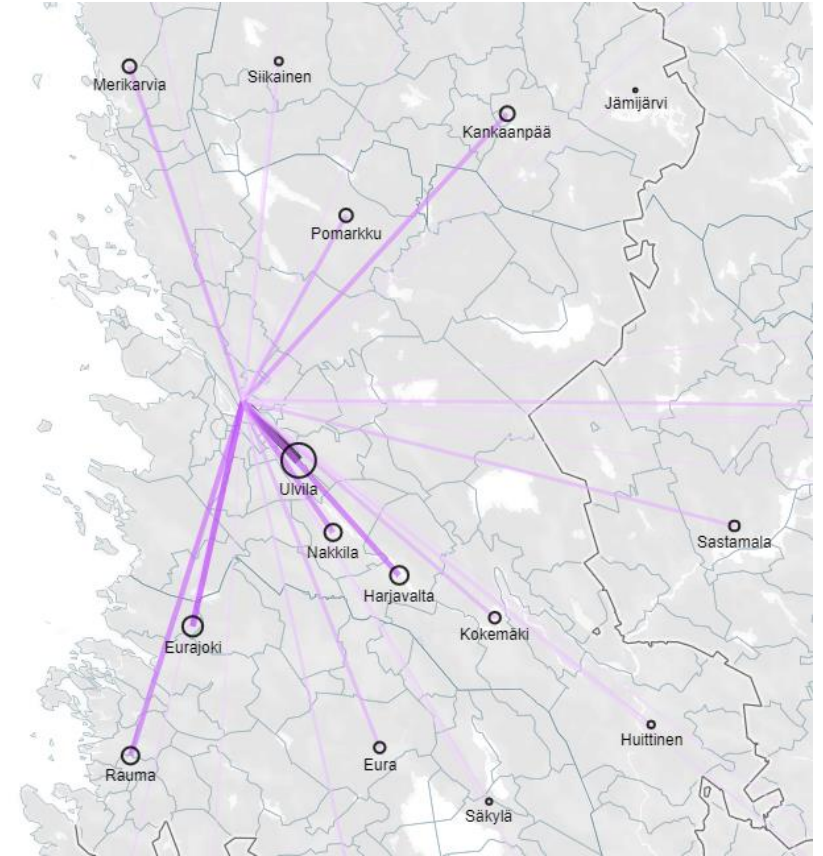 Siikainen
Merikarvia
Jämijärvi
Kankaanpää
Pomarkku
Ulvila
Sastamala
Nakkila
Harjavalta
Kokemäki
Eurajoki
Huittinen
Eura
Rauma
Säkylä